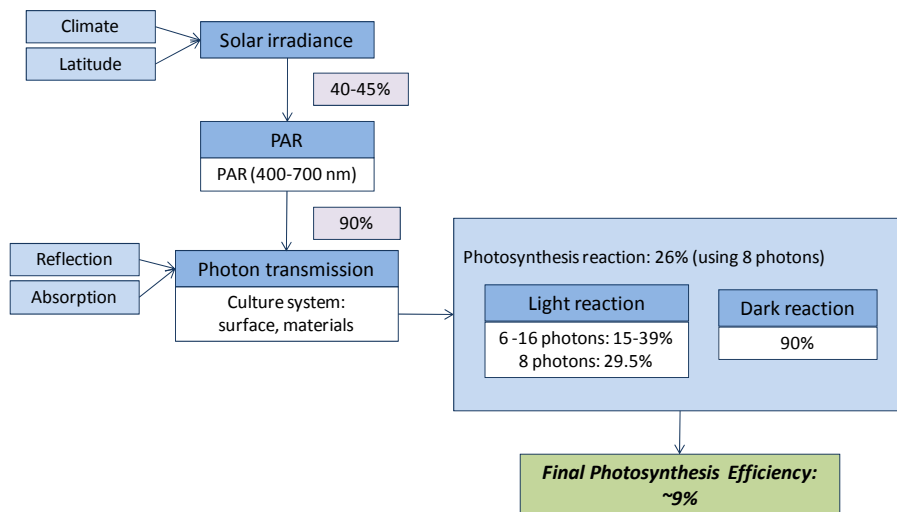 Climate
Latitude
Solar irradiance
40-45%
PAR
PAR (400-700 nm)
90%
Reflection
Absorption
Photon transmission
Culture system:
surface, materials
Photosynthesis reaction: 26% (using 8 photons)
Light reaction
6 -16 photons: 15-39%
8 photons: 29.5%
Dark reaction
90%
Final Photosynthesis Efficiency:
~9%